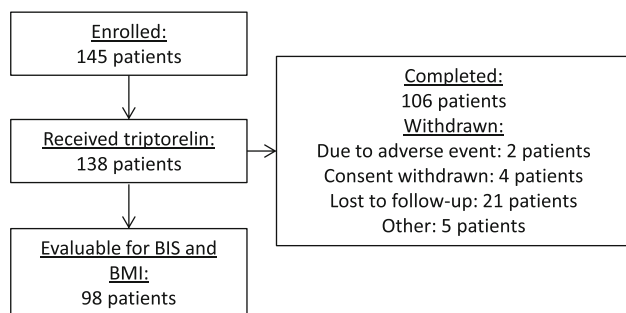 Enrolled:
145 patients
Received triptorelin:
138 patients
Evaluable for BIS and
BMI:
98 patients
Completed:
106 patients
Withdrawn:
Due to adverse event: 2 patients
Consent withdrawn: 4 patients
Lost to follow-up: 21 patients
Other: 5 patients